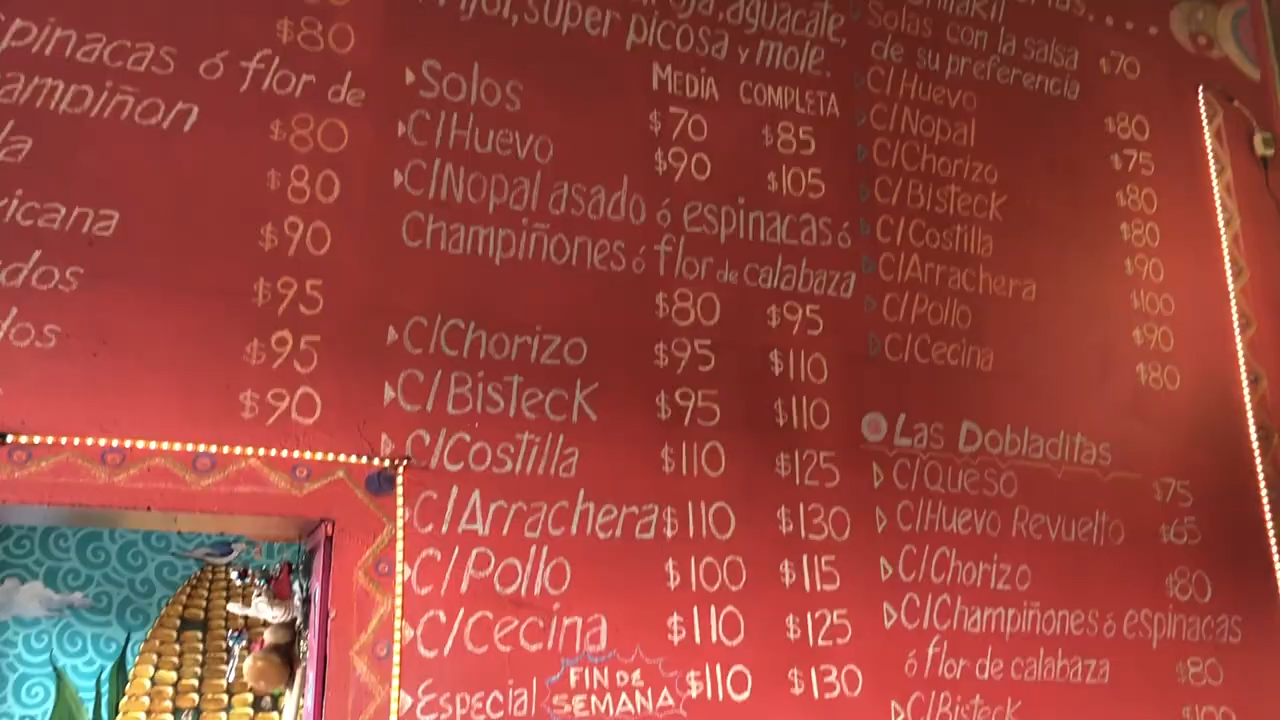 $80
pinacas ó flor de
ampiñon
$80
la
$80
icana
$90
dos
$95
dos
$95
$90
aguacate,
super picosa y mole.
MEDIA COMPLETA
Solos $70 $85
C/Huevo $90 $105
C/Nopal asado ó espinacas ó
Champiñones ó flor de calabaza
$80 $95
C/Chorizo $95 $110
C/Bisteck $95 $110
C/Costilla $110 $125
C/Arrachera $110 $130
C/Pollo $100 $115
C/Cecina $110 $125
Especial FIN DE SEMANA $110 $130
Solas con la salsa
de su preferencia $70
C/Huevo $80
C/Nopal $75
C/Chorizo $80
C/Bisteck $80
C/Costilla $90
C/Arrachera $100
C/Pollo $90
C/Cecina $80
Las Dobladitas
C/Queso $75
C/Huevo Revuelto $65
C/Chorizo $80
C/Champiñones ó espinacas
ó flor de calabaza $80
C/Bisteck $100